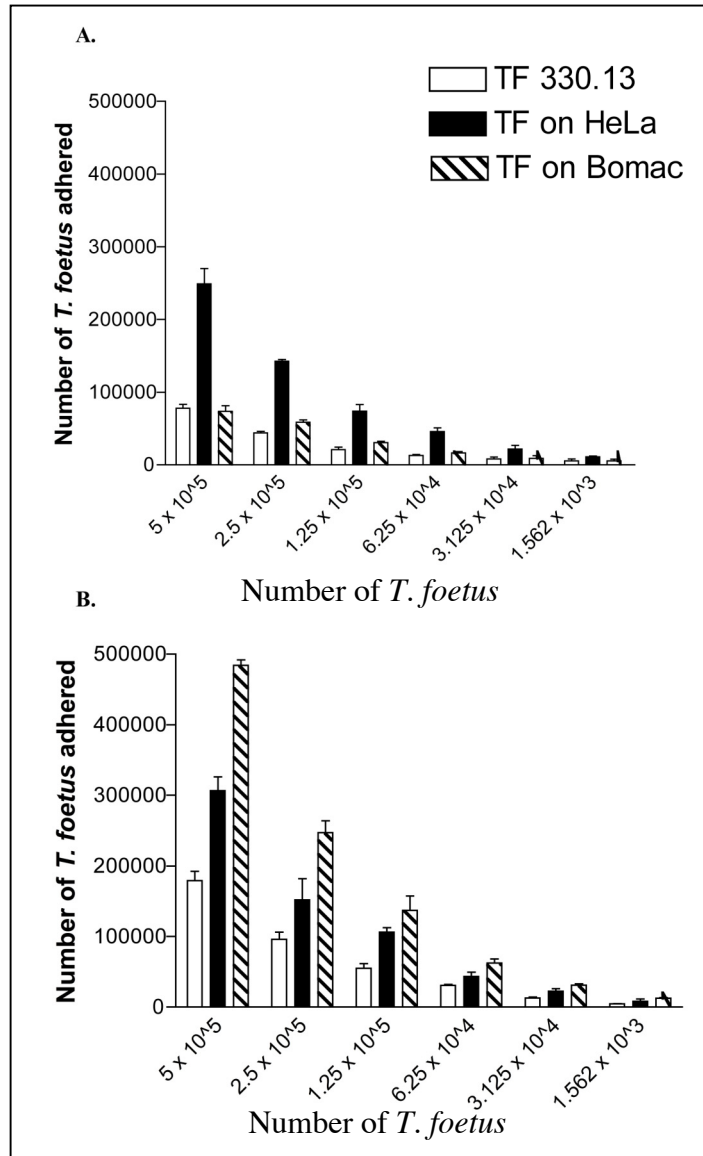 A.
TF 330.13
TF on HeLa
TF on Bomac
Number of T. foetus adhered
500000
400000
300000
200000
100000
0
5 x 10^5
2.5 x 10^5
1.25 x 10^5
6.25 x 10^4
3.125 x 10^4
1.562 x 10^3
Number of T. foetus
B.
Number of T. foetus adhered
500000
400000
300000
200000
100000
0
5 x 10^5
2.5 x 10^5
1.25 x 10^5
6.25 x 10^4
3.125 x 10^4
1.562 x 10^3
Number of T. foetus